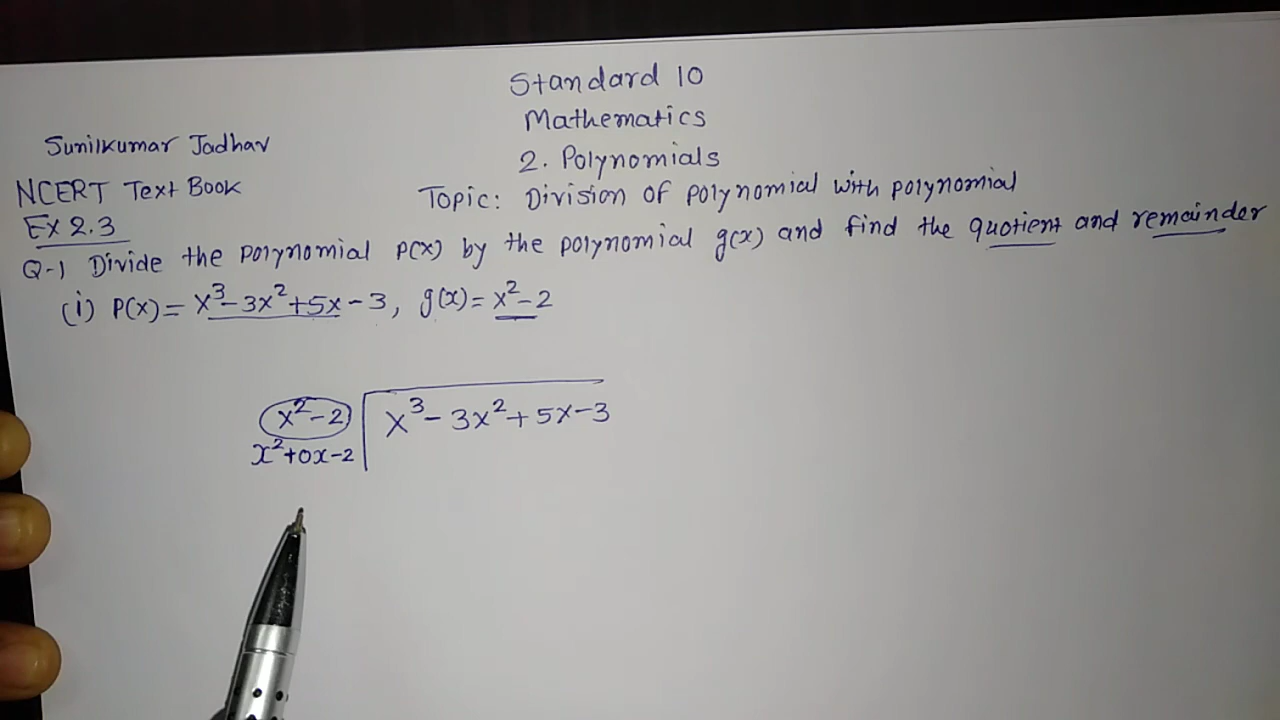 Standard 10
Mathematics
Sunilkumar Jadhav
2. Polynomials
NCERT Text Book
Topic: Division of polynomial with polynomial
Ex 2.3
Q-1 Divide the polynomial P(x) by the polynomial g(x) and find the quotient and remainder
(i) P(x) = x³-3x²+5x-3, g(x) = x²-2
x²-2 x³-3x²+5x-3
x²+0x-2